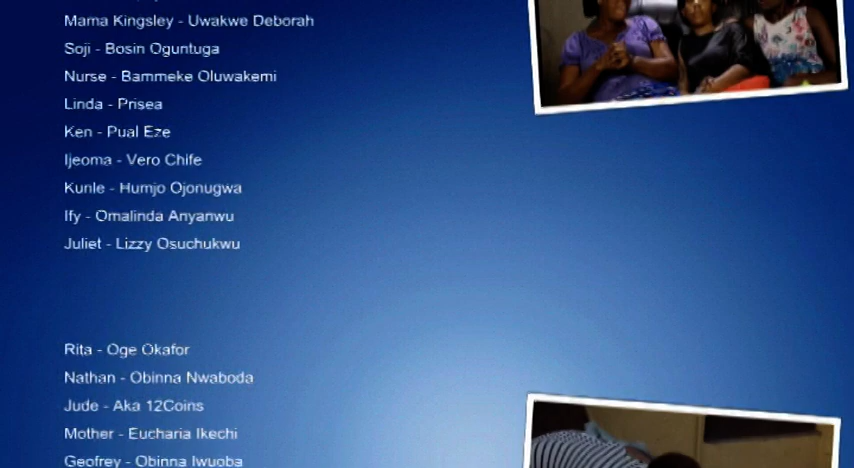 Mama Kingsley - Uwakwe Deborah
Soji - Bosin Oguntuga
Nurse - Bammeke Oluwakemi
Linda - Prisea
Ken - Pual Eze
Ijeoma - Vero Chife
Kunle - Humjo Ojonugwa
Ify - Omalinda Anyanwu
Juliet - Lizzy Osuchukwu
Rita - Oge Okafor
Nathan - Obinna Nwaboda
Jude - Aka 12Coins
Mother - Eucharia Ikechi
Geofrey - Obinna Iwuoba